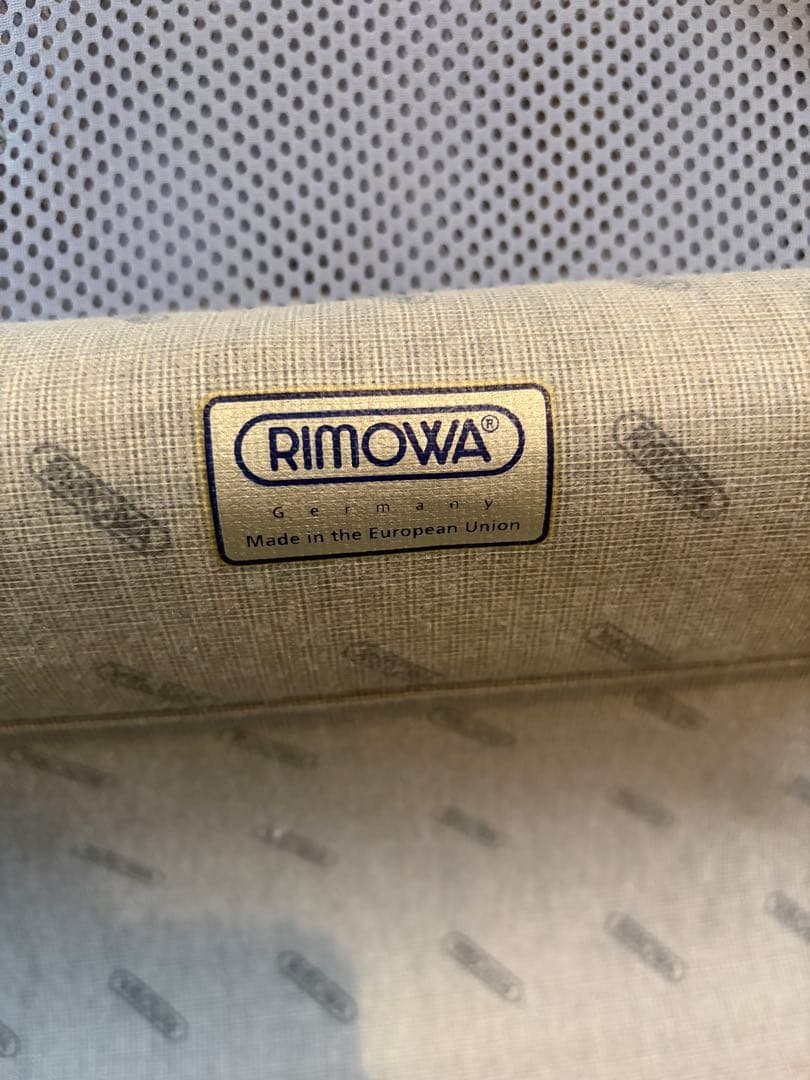 RIMOWA®
Germany
Made in the European Union